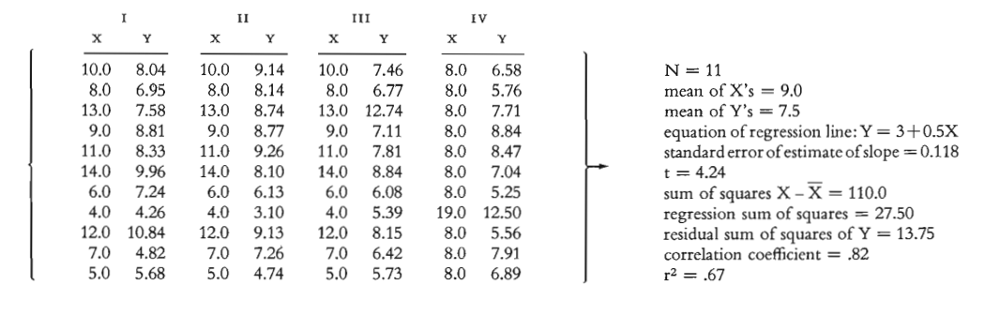 I II III IV
X Y X Y X Y X Y
10.0 8.04 10.0 9.14 10.0 7.46 8.0 6.58
8.0 6.95 8.0 8.14 8.0 6.77 8.0 5.76
13.0 7.58 13.0 8.74 13.0 12.74 8.0 7.71
9.0 8.81 9.0 8.77 9.0 7.11 8.0 8.84
11.0 8.33 11.0 9.26 11.0 7.81 8.0 8.47
14.0 9.96 14.0 8.10 14.0 8.84 8.0 7.04
6.0 7.24 6.0 6.13 6.0 6.08 8.0 5.25
4.0 4.26 4.0 3.10 4.0 5.39 19.0 12.50
12.0 10.84 12.0 9.13 12.0 8.15 8.0 5.56
7.0 4.82 7.0 7.26 7.0 6.42 8.0 7.91
5.0 5.68 5.0 4.74 5.0 5.73 8.0 6.89
N = 11
mean of X's = 9.0
mean of Y's = 7.5
equation of regression line: Y = 3+0.5X
standard error of estimate of slope = 0.118
t = 4.24
sum of squares X – X̅ = 110.0
regression sum of squares = 27.50
residual sum of squares of Y = 13.75
correlation coefficient = .82
r² = .67